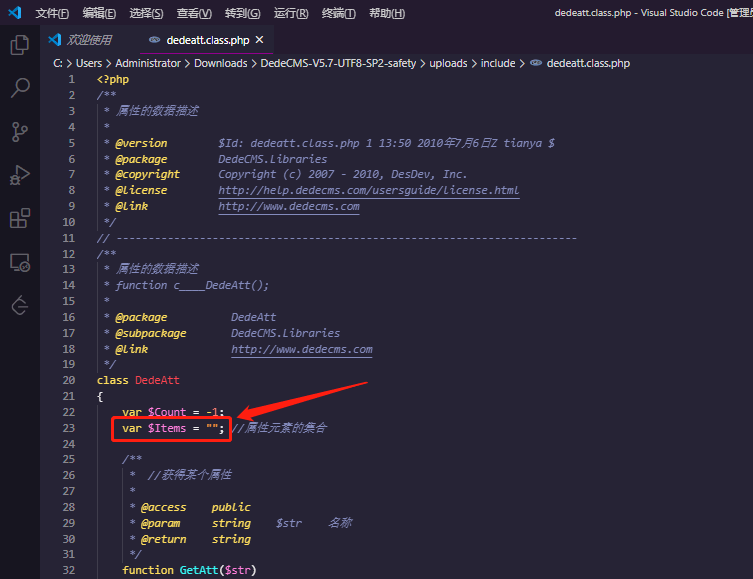 文件(F) 编辑(E) 选择(S) 查看(V) 转到(G) 运行(R) 终端(T) 帮助(H) dedeatt.class.php - Visual Studio Code [管理员
欢迎使用 dedeatt.class.php ×
C: > Users > Administrator > Downloads > DedeCMS-V5.7-UTF8-SP2-safety > uploads > include > dedeatt.class.php
1 <?php
2 /**
3 * 属性的数据描述
4 *
5 * @version $Id: dedeatt.class.php 1 13:50 2010年7月6日Z tianya $
6 * @package DedeCMS.Libraries
7 * @copyright Copyright (c) 2007 - 2010, DesDev, Inc.
8 * @license http://help.dedecms.com/usersguide/license.html
9 * @link http://www.dedecms.com
10 */
11 // ------------------------------------------------------------------------
12 /**
13 * 属性的数据描述
14 * function c____DedeAtt();
15 *
16 * @package DedeAtt
17 * @subpackage DedeCMS.Libraries
18 * @link http://www.dedecms.com
19 */
20 class DedeAtt
21 {
22 var $Count = -1;
23 var $Items = ""; //属性元素的集合
24
25 /**
26 * //获得某个属性
27 *
28 * @access public
29 * @param string $str 名称
30 * @return string
31 */
32 function GetAtt($str)